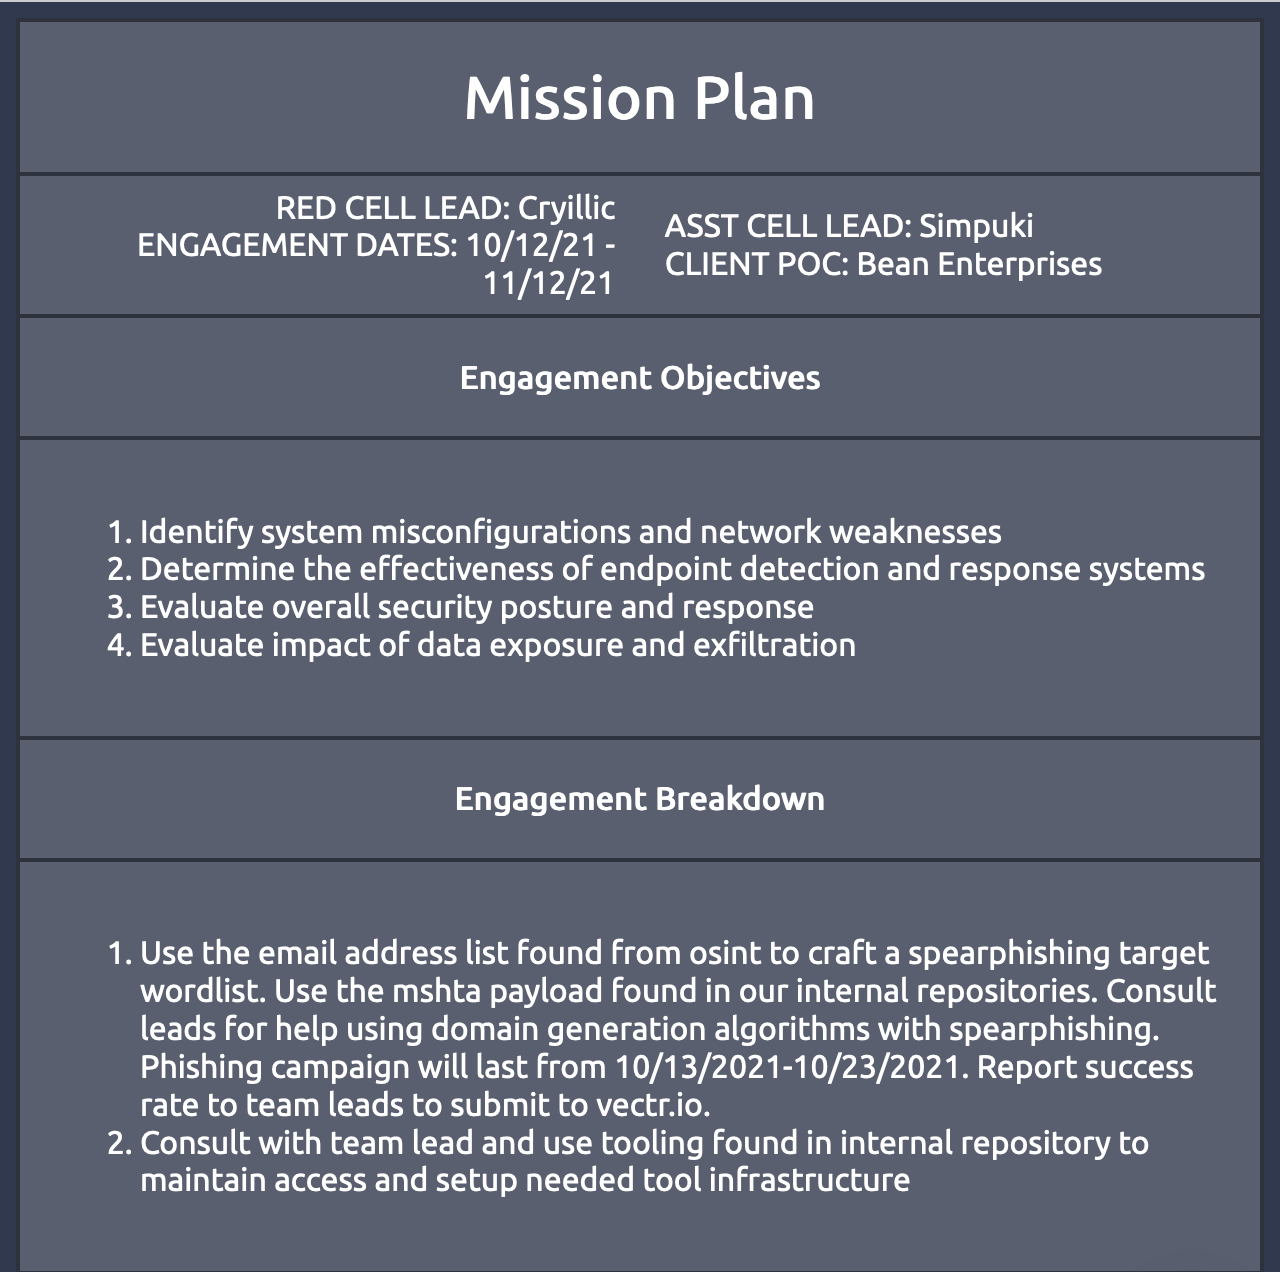 Mission Plan
RED CELL LEAD: Cryillic
ENGAGEMENT DATES: 10/12/21 -
11/12/21
ASST CELL LEAD: Simpuki
CLIENT POC: Bean Enterprises
Engagement Objectives
1. Identify system misconfigurations and network weaknesses
2. Determine the effectiveness of endpoint detection and response systems
3. Evaluate overall security posture and response
4. Evaluate impact of data exposure and exfiltration
Engagement Breakdown
1. Use the email address list found from osint to craft a spearphishing target
wordlist. Use the mshta payload found in our internal repositories. Consult
leads for help using domain generation algorithms with spearphishing.
Phishing campaign will last from 10/13/2021-10/23/2021. Report success
rate to team leads to submit to vectr.io.
2. Consult with team lead and use tooling found in internal repository to
maintain access and setup needed tool infrastructure